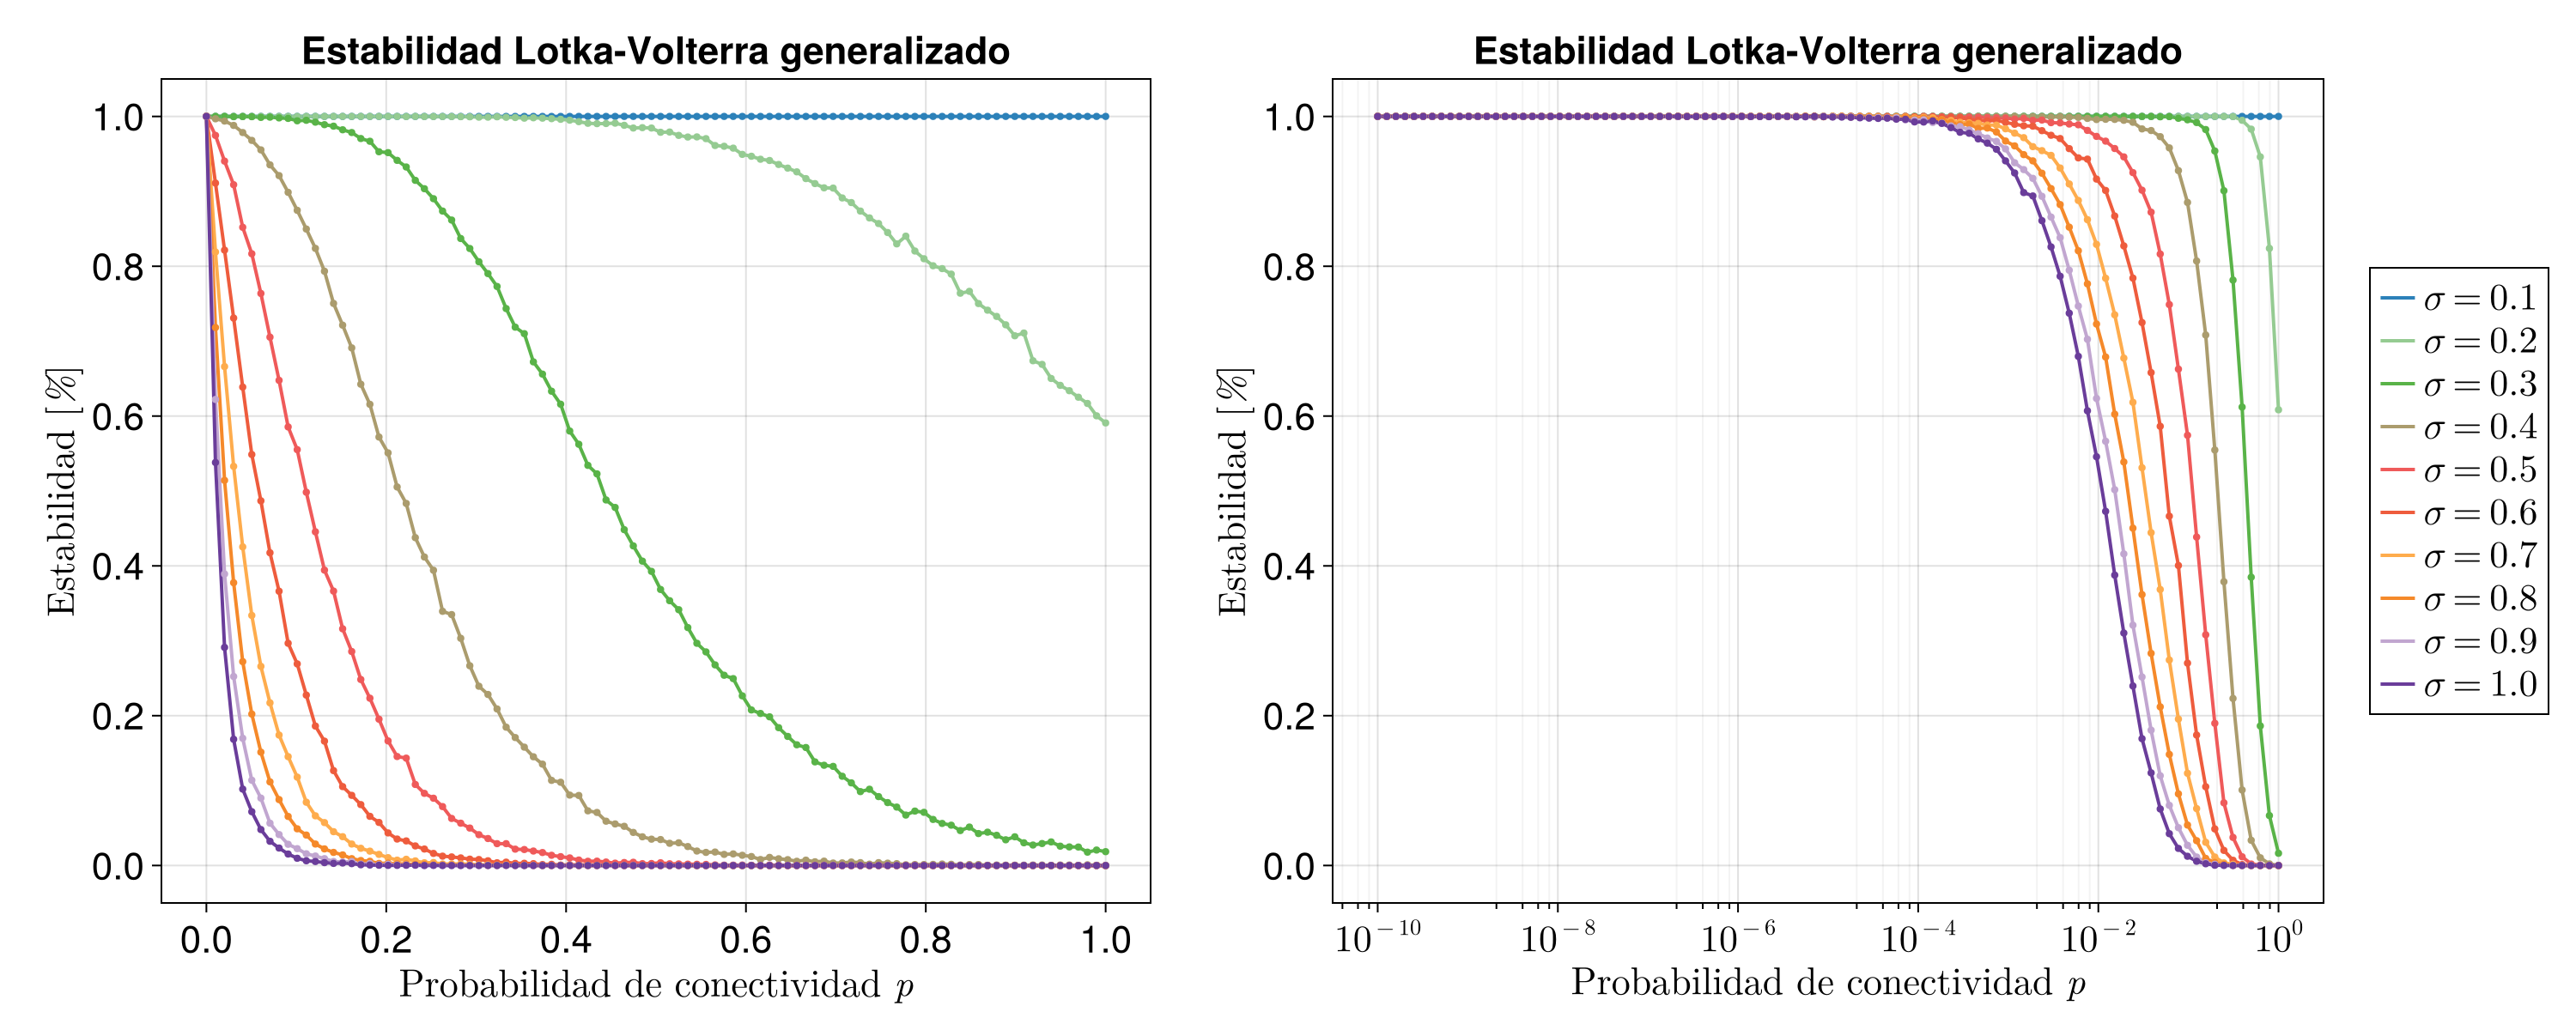 Estabilidad Lotka-Volterra generalizado
Estabilidad [%]
1.0
0.8
0.6
0.4
0.2
0.0
0.0 0.2 0.4 0.6 0.8 1.0
Probabilidad de conectividad p
Estabilidad Lotka-Volterra generalizado
Estabilidad [%]
1.0
0.8
0.6
0.4
0.2
0.0
10⁻¹⁰ 10⁻⁸ 10⁻⁶ 10⁻⁴ 10⁻² 10⁰
Probabilidad de conectividad p
σ = 0.1
σ = 0.2
σ = 0.3
σ = 0.4
σ = 0.5
σ = 0.6
σ = 0.7
σ = 0.8
σ = 0.9
σ = 1.0